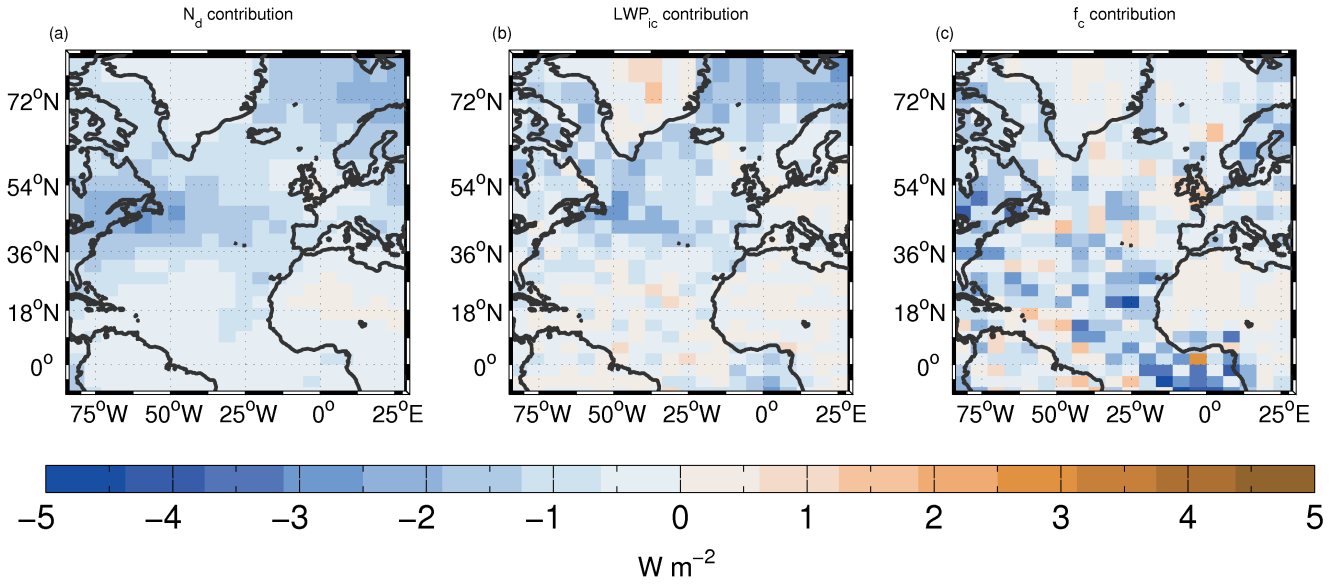 N_d contribution
LWP_ic contribution
f_c contribution
(a)
(b)
(c)
72°N
54°N
36°N
18°N
0°
75°W 50°W 25°W 0° 25°E
72°N
54°N
36°N
18°N
0°
75°W 50°W 25°W 0° 25°E
72°N
54°N
36°N
18°N
0°
75°W 50°W 25°W 0° 25°E
−5 −4 −3 −2 −1 0 1 2 3 4 5
W m⁻²